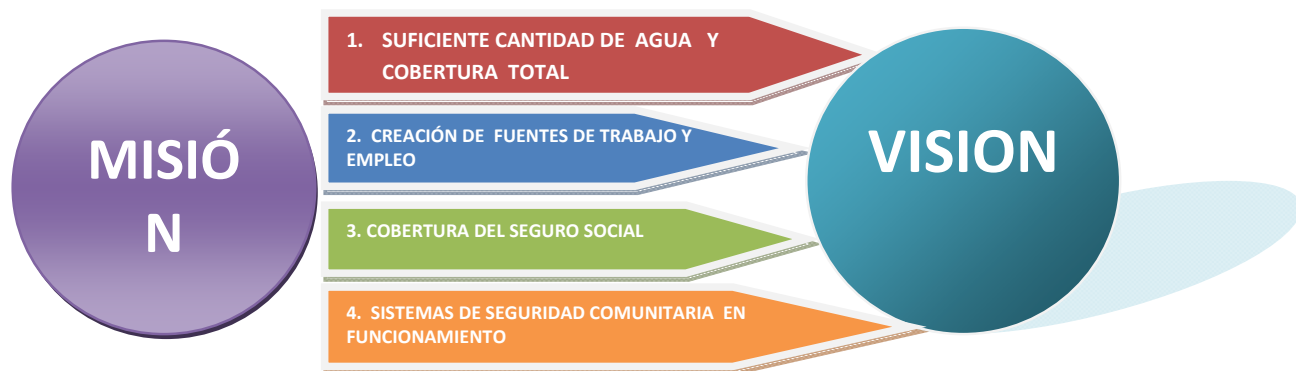 MISIÓ
N
1. SUFICIENTE CANTIDAD DE AGUA Y
COBERTURA TOTAL
2. CREACIÓN DE FUENTES DE TRABAJO Y
EMPLEO
3. COBERTURA DEL SEGURO SOCIAL
4. SISTEMAS DE SEGURIDAD COMUNITARIA EN
FUNCIONAMIENTO
VISION